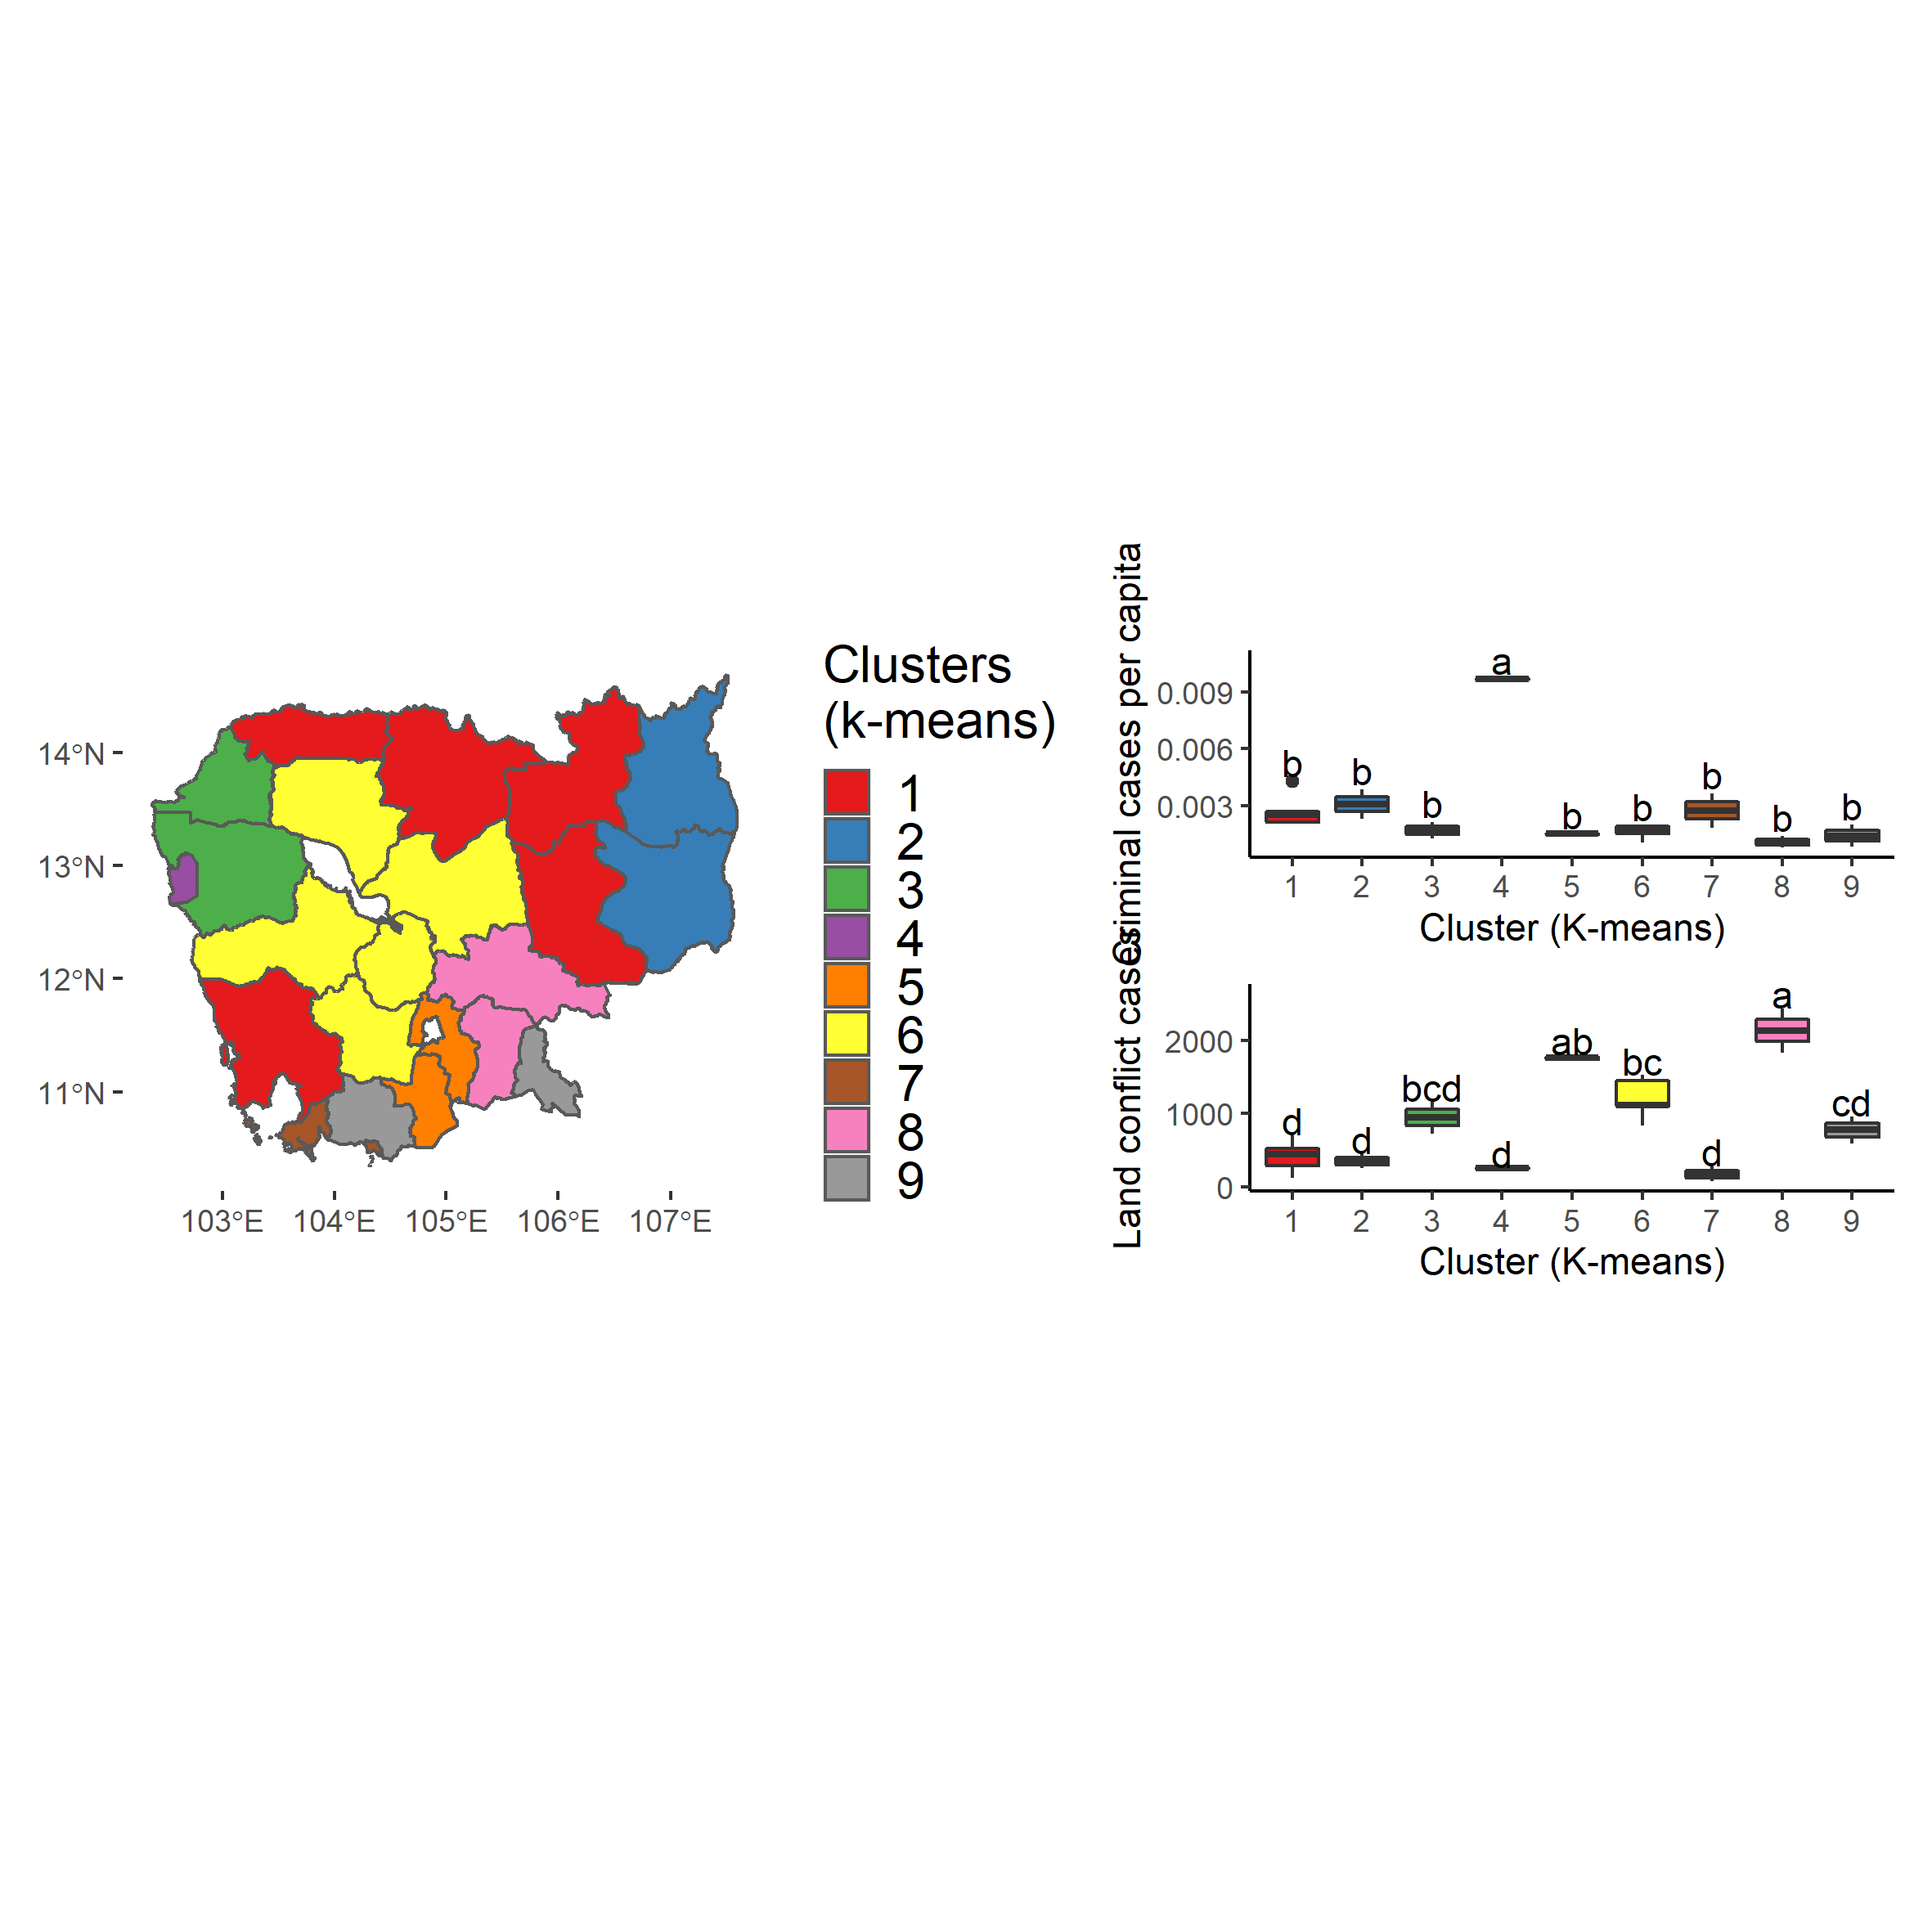 14°N
13°N
12°N
11°N
103°E 104°E 105°E 106°E 107°E
Clusters
(k-means)
1
2
3
4
5
6
7
8
9
Criminal cases per capita
0.009
0.006
0.003
b b b a b b b b b
1 2 3 4 5 6 7 8 9
Cluster (K-means)
Land conflict cases
2000
1000
0
d d bcd d ab bc d a cd
1 2 3 4 5 6 7 8 9
Cluster (K-means)